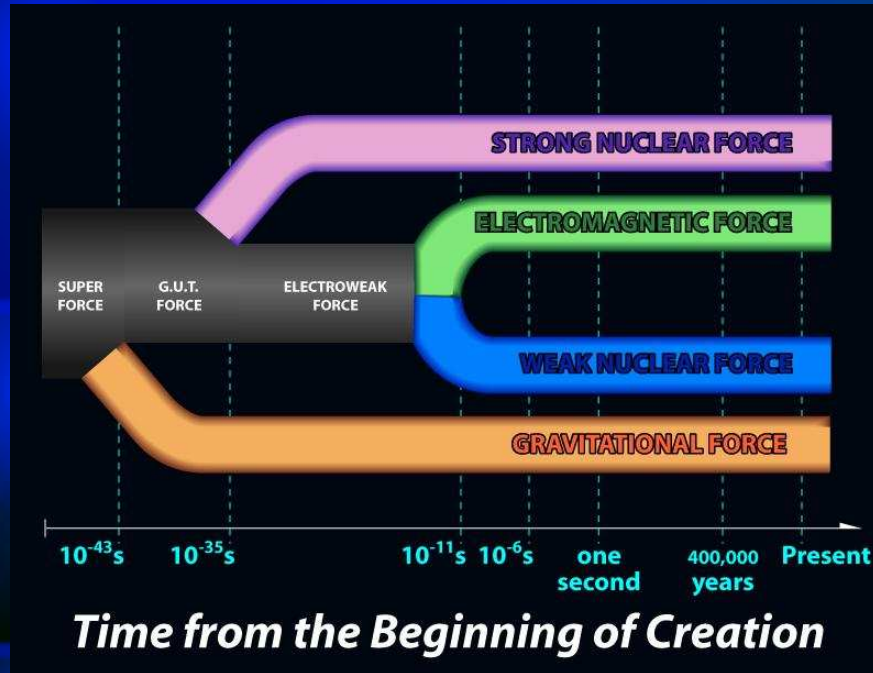 STRONG NUCLEAR FORCE
ELECTROMAGNETIC FORCE
SUPER
FORCE
G.U.T.
FORCE
ELECTROWEAK
FORCE
WEAK NUCLEAR FORCE
GRAVITATIONAL FORCE
10⁻⁴³s
10⁻³⁵s
10⁻¹¹s
10⁻⁶s
one
second
400,000
years
Present
Time from the Beginning of Creation